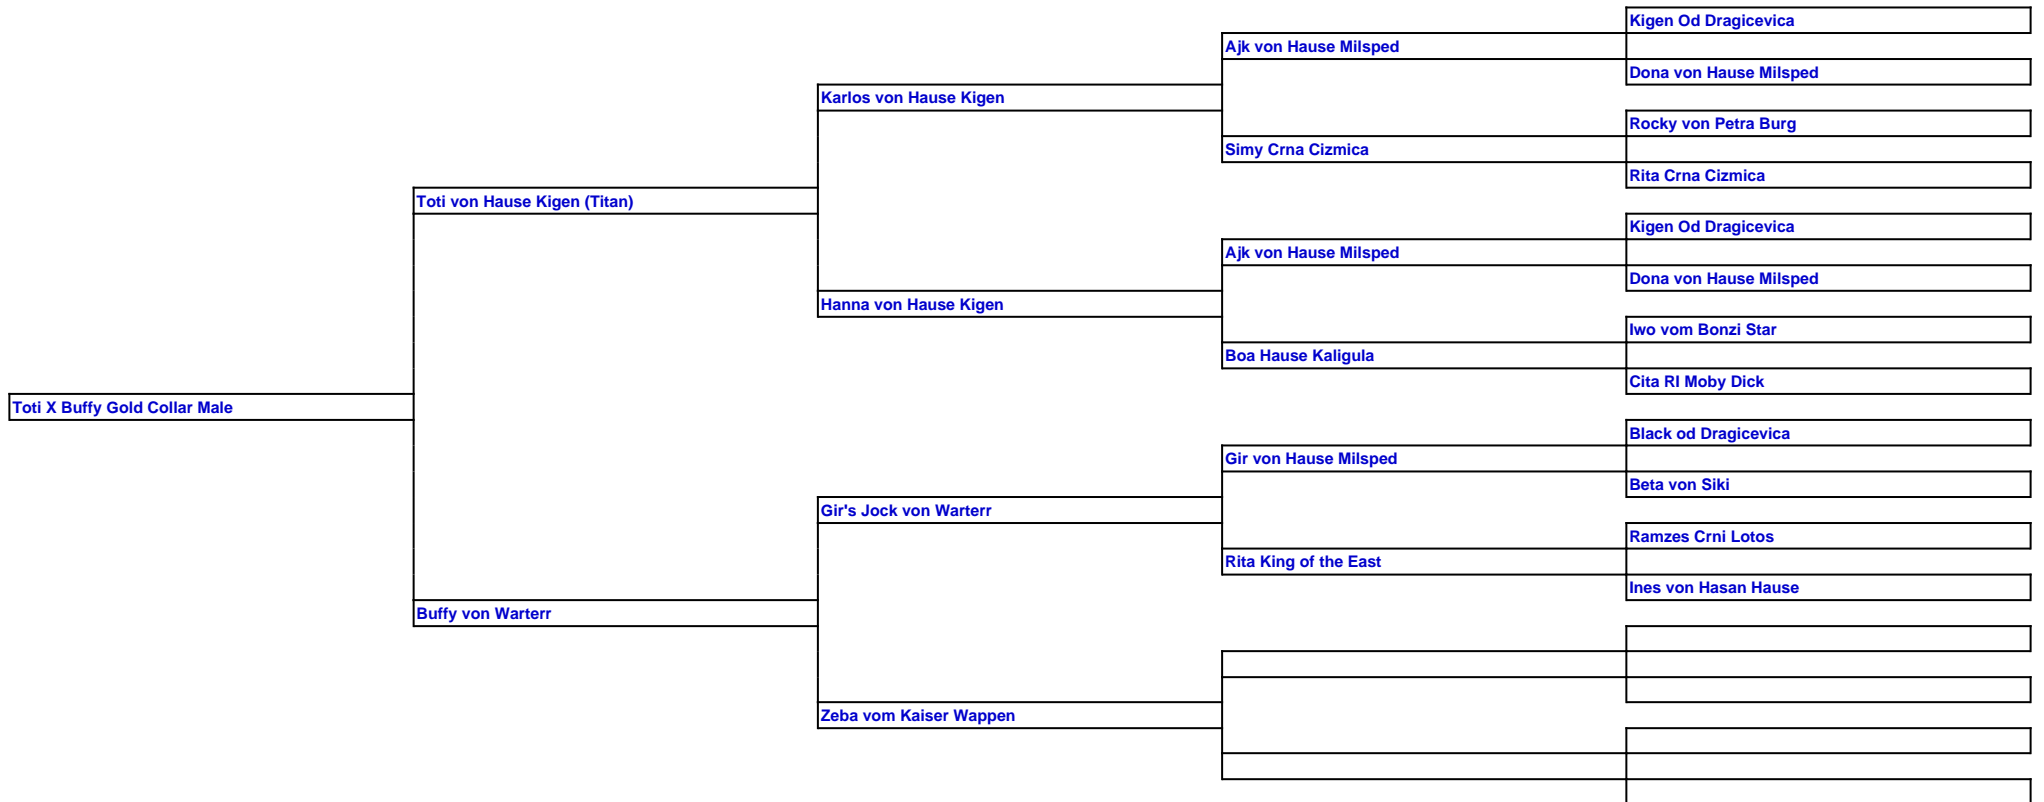 Kigen Od Dragicevica
Ajk von Hause Milsped
Dona von Hause Milsped
Karlos von Hause Kigen
Rocky von Petra Burg
Simy Crna Cizmica
Rita Crna Cizmica
Toti von Hause Kigen (Titan)
Kigen Od Dragicevica
Ajk von Hause Milsped
Dona von Hause Milsped
Hanna von Hause Kigen
Iwo vom Bonzi Star
Boa Hause Kaligula
Cita RI Moby Dick
Toti X Buffy Gold Collar Male
Black od Dragicevica
Gir von Hause Milsped
Beta von Siki
Gir's Jock von Warterr
Ramzes Crni Lotos
Rita King of the East
Ines von Hasan Hause
Buffy von Warterr
Zeba vom Kaiser Wappen